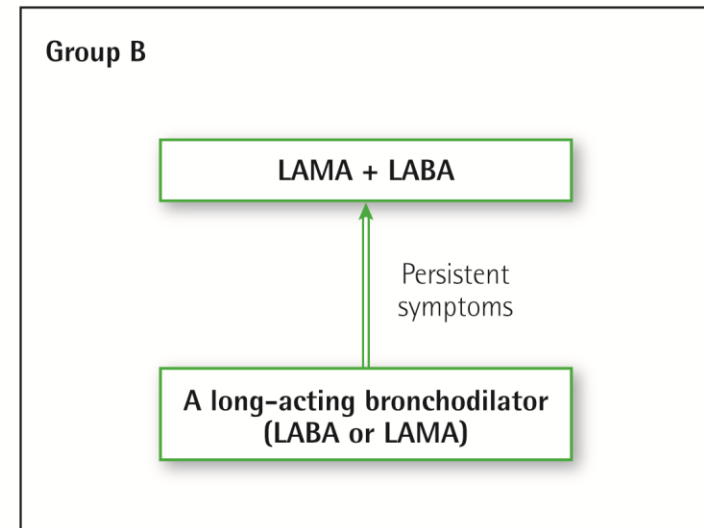 Group B
LAMA + LABA
Persistent
symptoms
A long-acting bronchodilator
(LABA or LAMA)